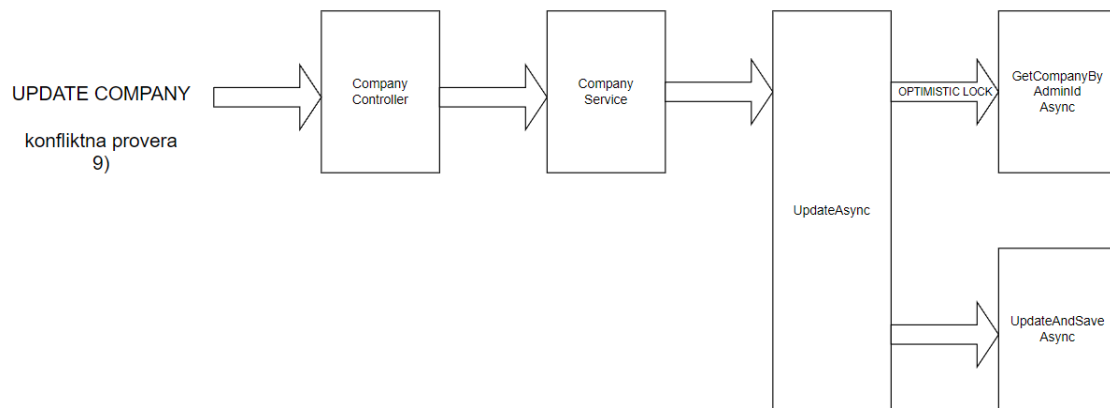 UPDATE COMPANY
konfliktna provera
9)
Company
Controller
Company
Service
UpdateAsync
OPTIMISTIC LOCK
GetCompanyBy
AdminId
Async
UpdateAndSave
Async